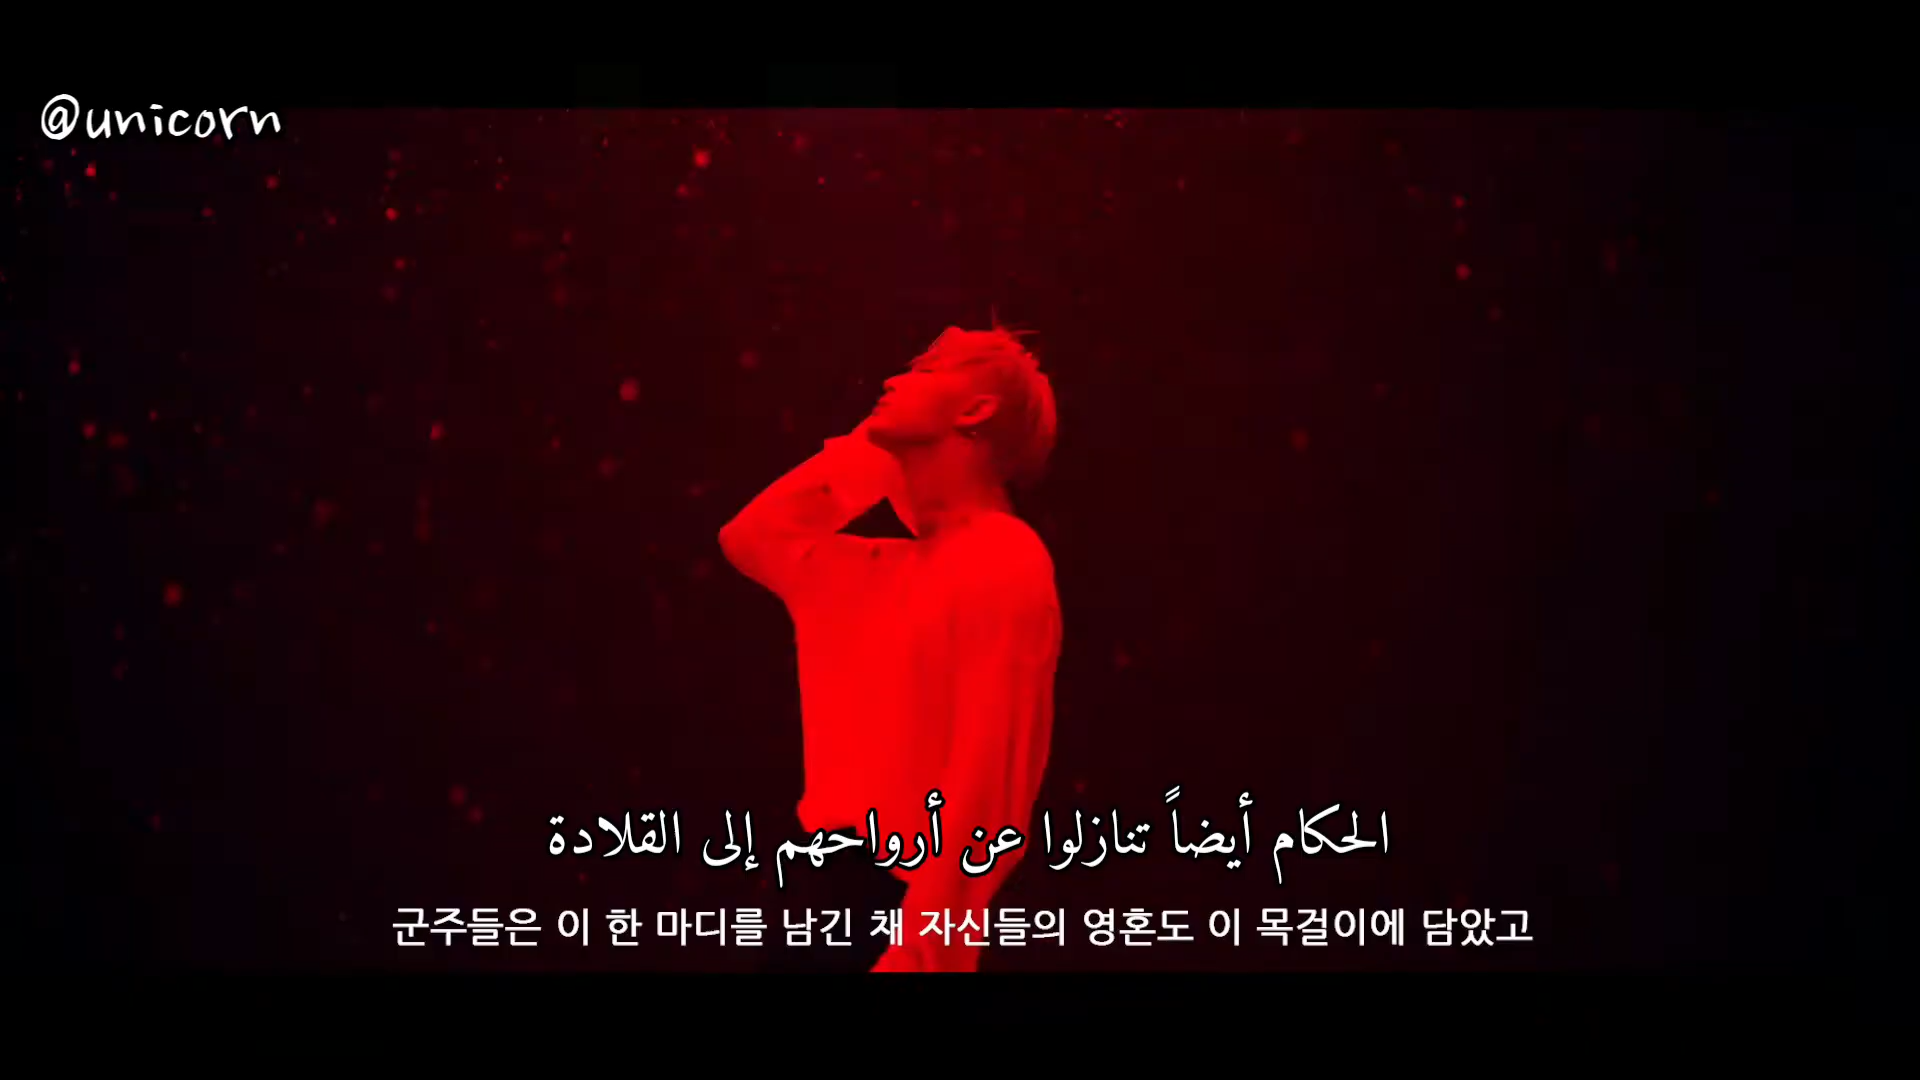 @unicorn
الحكام أيضاً تنازلوا عن أرواحهم إلى القلادة
군주들은 이 한 마디를 남긴 채 자신들의 영혼도 이 목걸이에 담았고